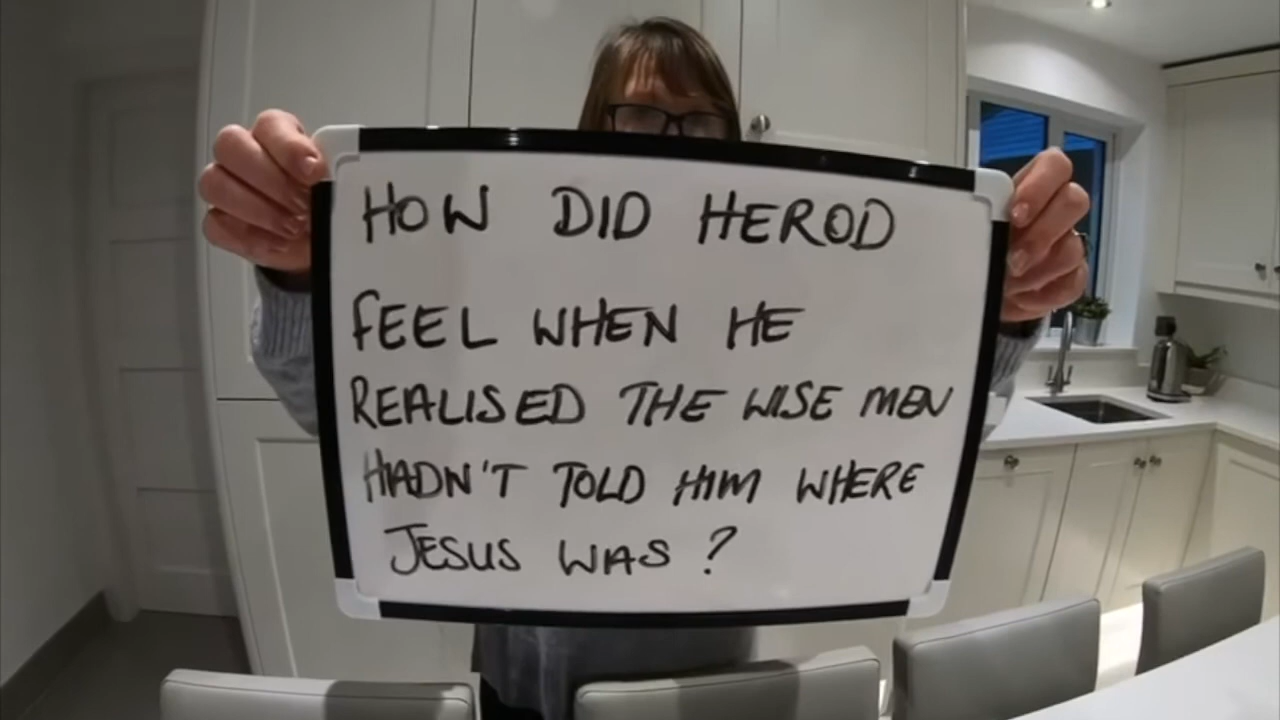 HOW DID HEROD
FEEL WHEN HE
REALISED THE WISE MEN
HADN'T TOLD HIM WHERE
JESUS WAS ?